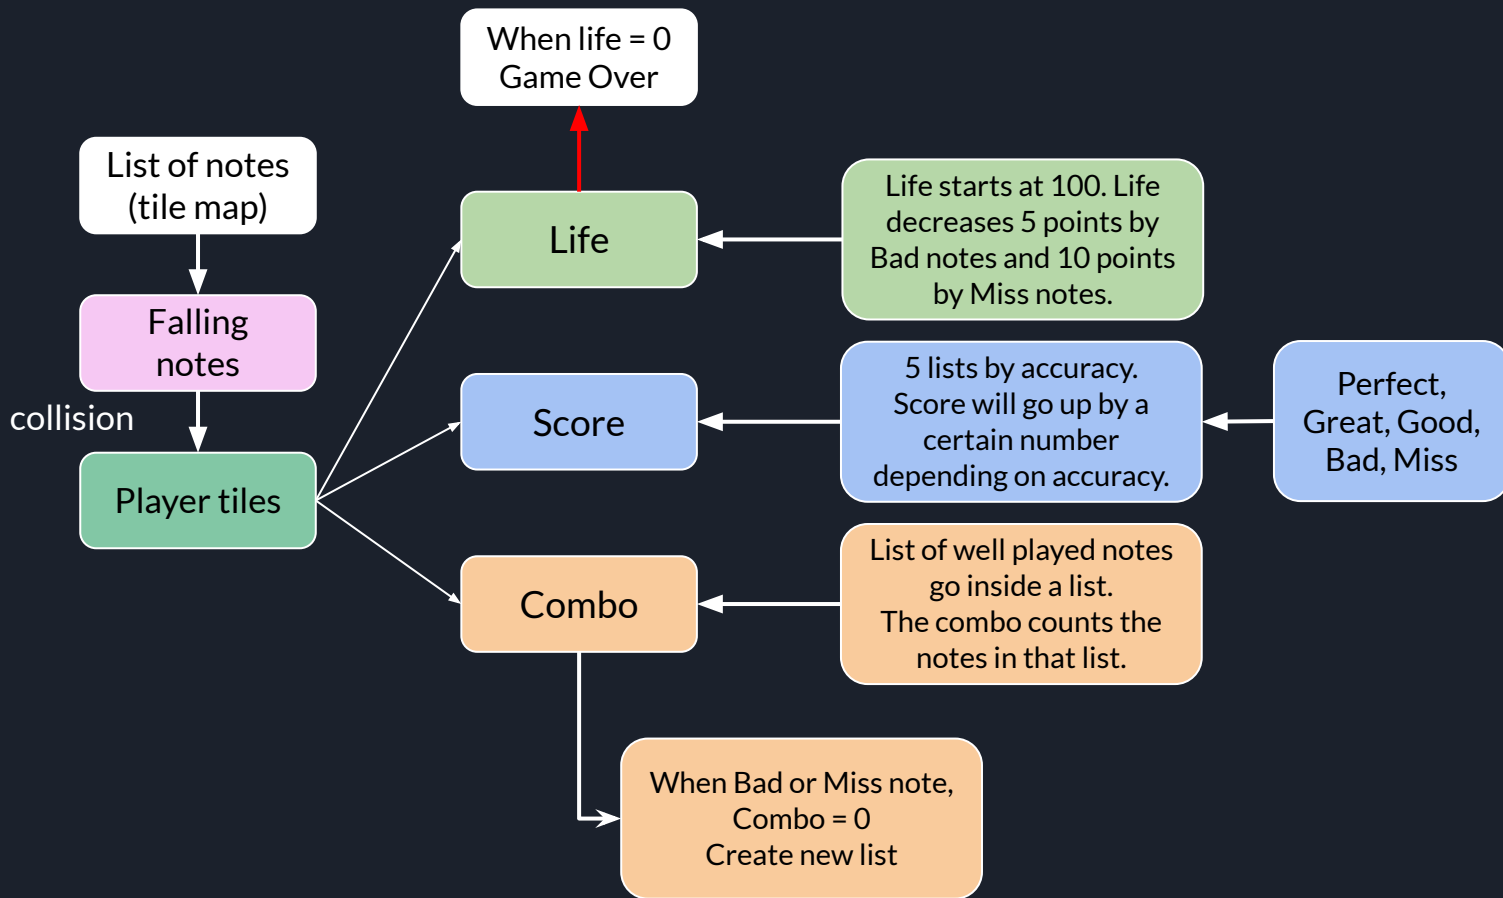 When life = 0
Game Over
List of notes
(tile map)
Falling
notes
collision
Player tiles
Life
Life starts at 100. Life
decreases 5 points by
Bad notes and 10 points
by Miss notes.
Score
5 lists by accuracy.
Score will go up by a
certain number
depending on accuracy.
Perfect,
Great, Good,
Bad, Miss
Combo
List of well played notes
go inside a list.
The combo counts the
notes in that list.
When Bad or Miss note,
Combo = 0
Create new list